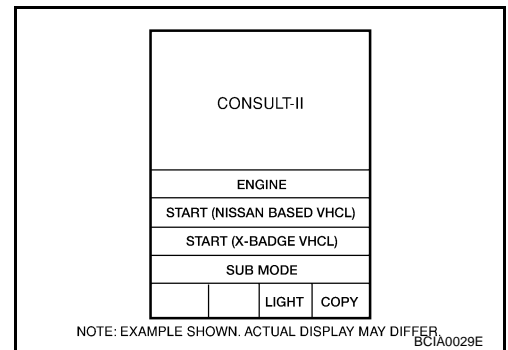 CONSULT-II
ENGINE
START (NISSAN BASED VHCL)
START (X-BADGE VHCL)
SUB MODE
LIGHT COPY
NOTE: EXAMPLE SHOWN. ACTUAL DISPLAY MAY DIFFER.
BCIA0029E